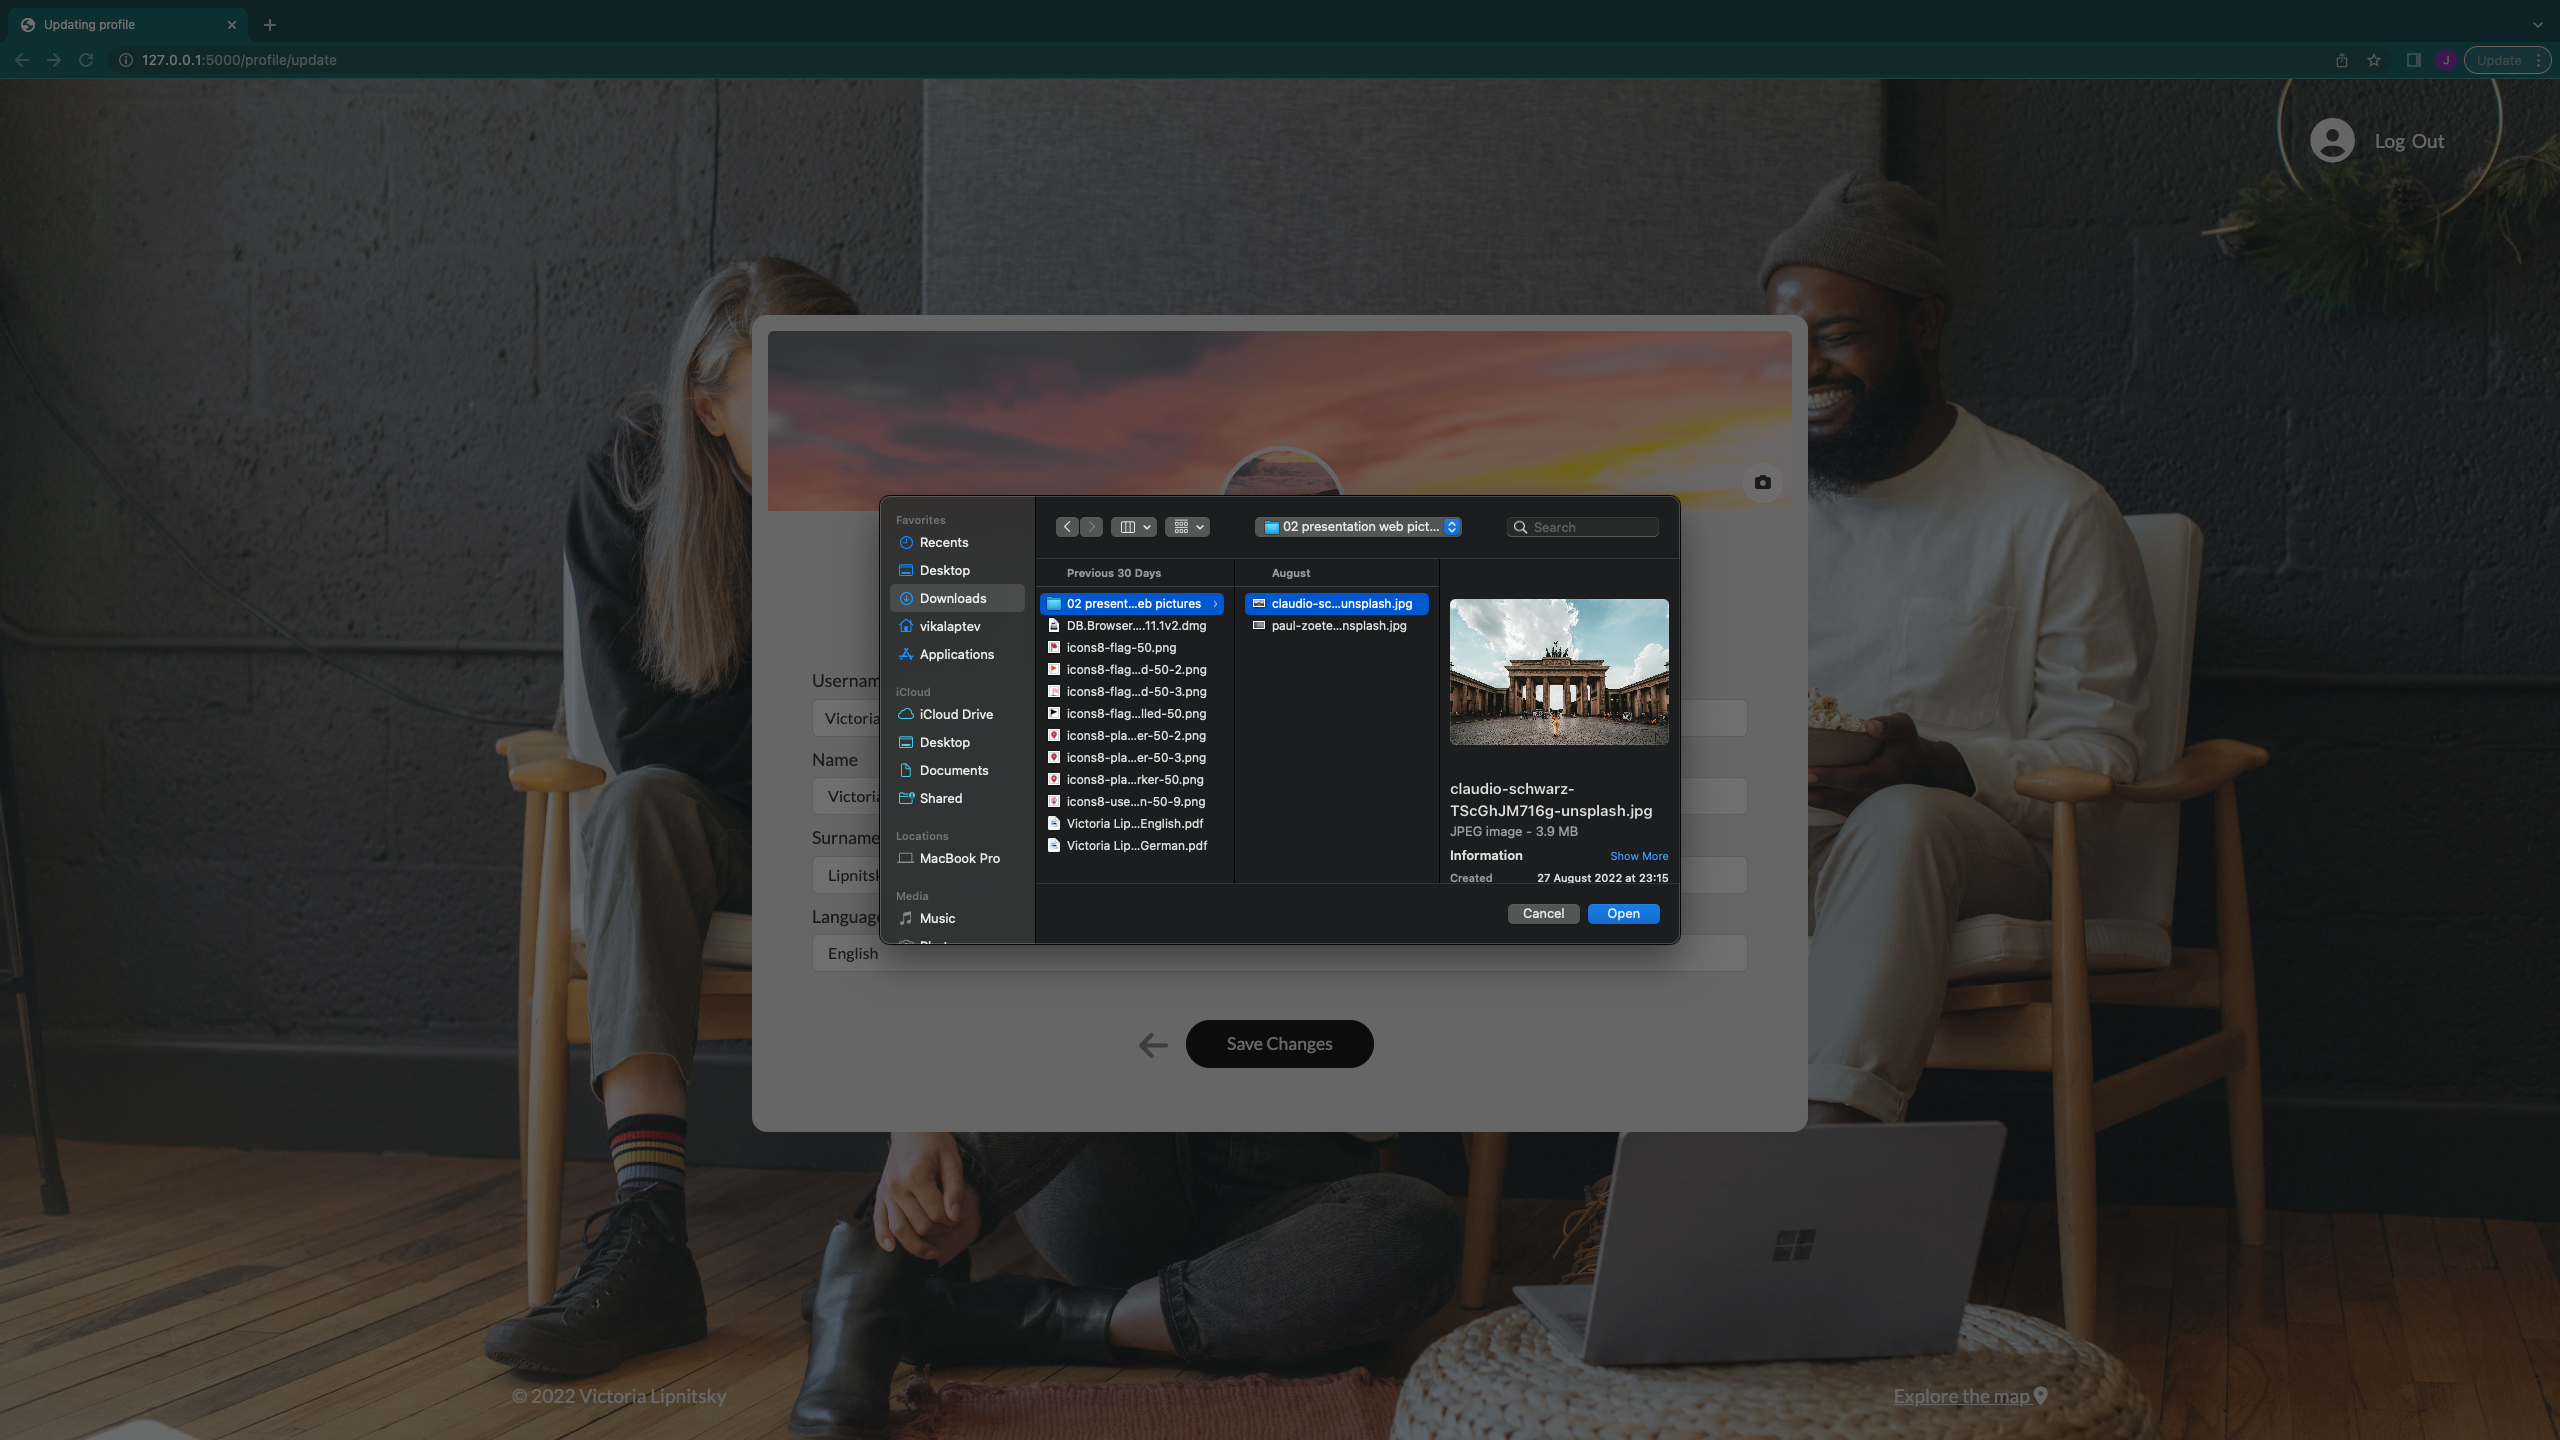 Updating profile
127.0.0.1:5000/profile/update
J
Update
Log Out
Favorites
Recents
Desktop
Downloads
vikalaptev
Applications
iCloud
iCloud Drive
Desktop
Documents
Shared
Locations
MacBook Pro
Media
Music
02 presentation web pict...
Search
Previous 30 Days
02 present...eb pictures
DB.Browser....11.1v2.dmg
icons8-flag-50.png
icons8-flag...d-50-2.png
icons8-flag...d-50-3.png
icons8-flag...lled-50.png
icons8-pla...er-50-2.png
icons8-pla...er-50-3.png
icons8-pla...rker-50.png
icons8-use...n-50-9.png
Victoria Lip...English.pdf
Victoria Lip...German.pdf
August
claudio-sc...unsplash.jpg
paul-zoete...nsplash.jpg
claudio-schwarz-
TScGhJM716g-unsplash.jpg
JPEG image - 3.9 MB
Information Show More
Created 27 August 2022 at 23:15
Cancel Open
Usernam
Victoria
Name
Victoria
Surname
Lipnitsk
Language
English
Save Changes
© 2022 Victoria Lipnitsky
Explore the map